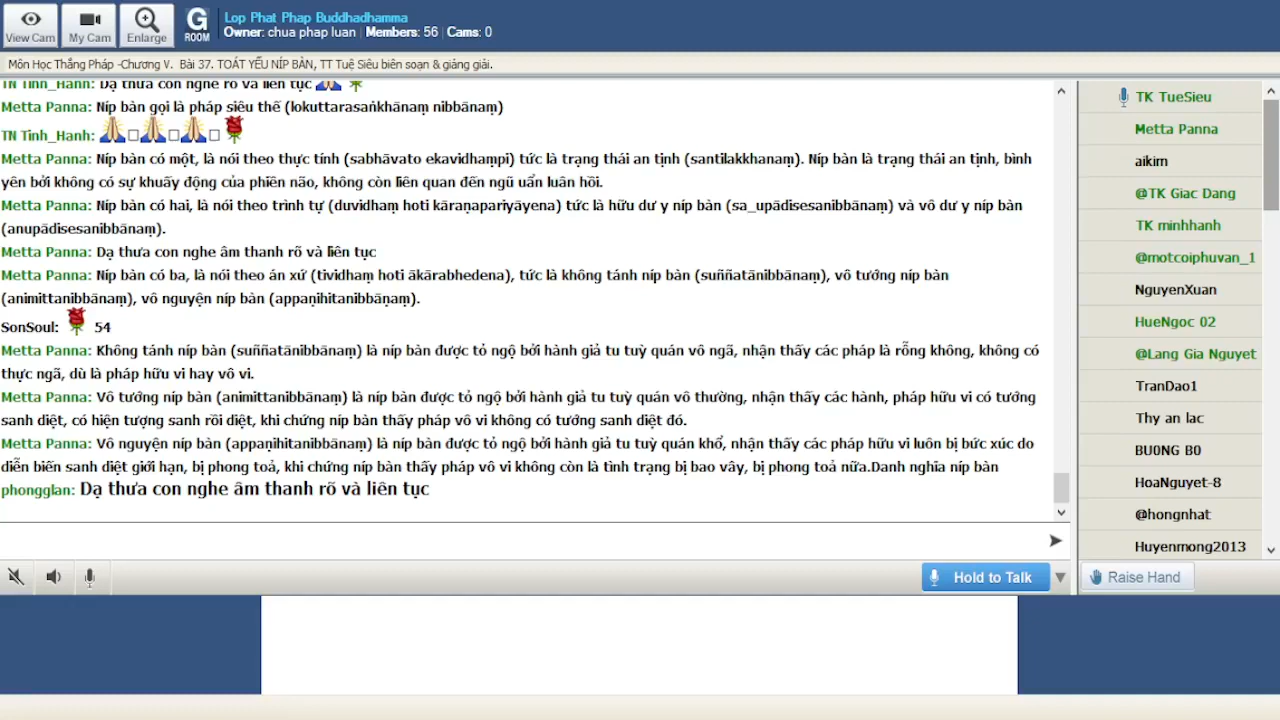 View Cam
My Cam
Enlarge
G
ROOM
Lop Phat Phap Buddhadhamma
Owner: chua phap luan | Members: 56 | Cams: 0
Môn Học Thắng Pháp -Chương V. Bài 37. TOÁT YẾU NÍP BÀN, TT Tuệ Siêu biên soạn & giảng giải.
TN Tinh_Hanh: Dạ thưa con nghe rõ và liên tục
Metta Panna: Níp bàn gọi là pháp siêu thế (lokuttarasaṅkhānaṃ nibbānaṃ)
TN Tinh_Hanh:
Metta Panna: Níp bàn có một, là nói theo thực tính (sabhāvato ekavidhaṃpi) tức là trạng thái an tịnh (santilakkhanaṃ). Níp bàn là trạng thái an tịnh, bình
yên bởi không có sự khuấy động của phiền não, không còn liên quan đến ngũ uẩn luân hồi.
Metta Panna: Níp bàn có hai, là nói theo trình tự (duvidhaṃ hoti kāraṇapariyāyena) tức là hữu dư y níp bàn (sa_upādisesanibbānaṃ) và vô dư y níp bàn
(anupādisesanibbānaṃ).
Metta Panna: Dạ thưa con nghe âm thanh rõ và liên tục
Metta Panna: Níp bàn có ba, là nói theo án xứ (tividhaṃ hoti ākārabhedena), tức là không tánh níp bàn (suññatānibbānaṃ), vô tướng níp bàn
(animittanibbānaṃ), vô nguyện níp bàn (appaṇihitanibbāṇaṃ).
SonSoul: 54
Metta Panna: Không tánh níp bàn (suññatānibbānaṃ) là níp bàn được tỏ ngộ bởi hành giả tu tuỳ quán vô ngã, nhận thấy các pháp là rỗng không, không có
thực ngã, dù là pháp hữu vi hay vô vi.
Metta Panna: Vô tướng níp bàn (animittanibbānaṃ) là níp bàn được tỏ ngộ bởi hành giả tu tuỳ quán vô thường, nhận thấy các hành, pháp hữu vi có tướng
sanh diệt, có hiện tượng sanh rồi diệt, khi chứng níp bàn thấy pháp vô vi không có tướng sanh diệt đó.
Metta Panna: Vô nguyện níp bàn (appaṇihitanibbānaṃ) là níp bàn được tỏ ngộ bởi hành giả tu tuỳ quán khổ, nhận thấy các pháp hữu vi luôn bị bức xúc do
diễn biến sanh diệt giới hạn, bị phong toả, khi chứng níp bàn thấy pháp vô vi không còn là tình trạng bị bao vây, bị phong toả nữa.Danh nghĩa níp bàn
phongglan: Dạ thưa con nghe âm thanh rõ và liên tục
TK TueSieu
Metta Panna
aikim
@TK Giac Dang
TK minhhanh
@motcoiphuvan_1
NguyenXuan
HueNgoc 02
@Lang Gia Nguyet
TranDao1
Thy an lac
BU0NG B0
HoaNguyet-8
@hongnhat
Huyenmong2013
Hold to Talk
Raise Hand